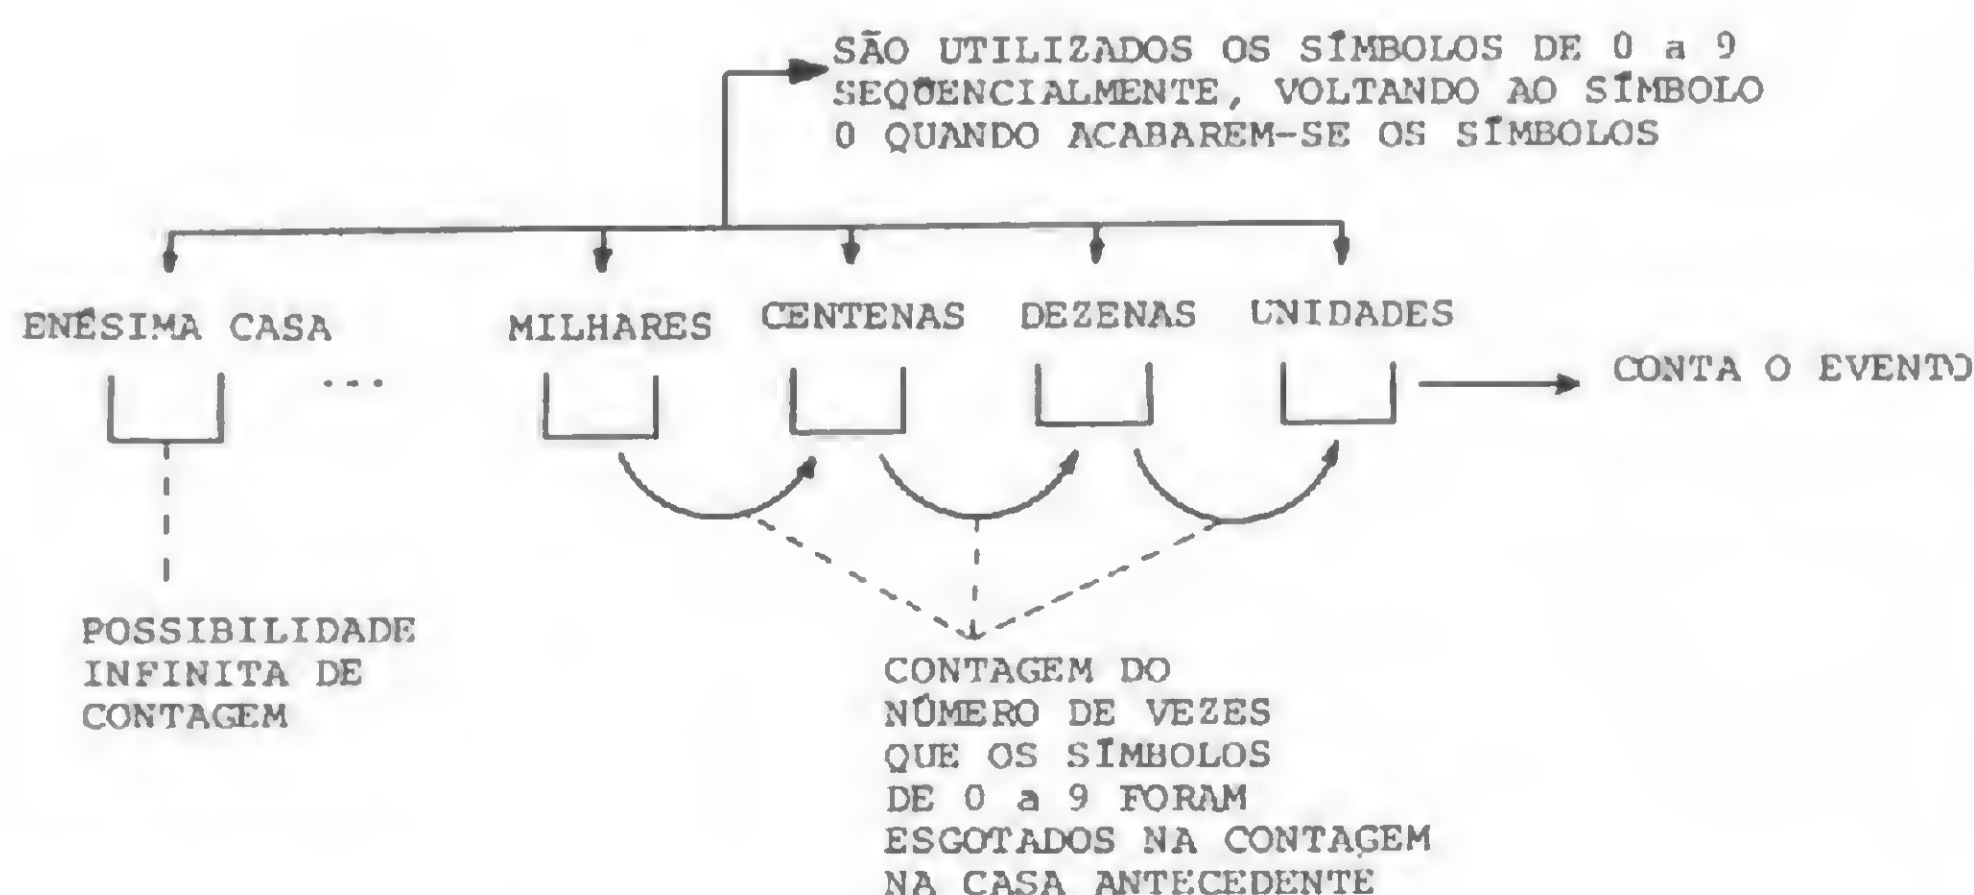 SÃO UTILIZADOS OS SÍMBOLOS DE 0 a 9
SEQÜENCIALMENTE, VOLTANDO AO SÍMBOLO
0 QUANDO ACABAREM-SE OS SÍMBOLOS
ENÉSIMA CASA MILHARES CENTENAS DEZENAS UNIDADES
... CONTA O EVENTO
POSSIBILIDADE
INFINITA DE
CONTAGEM
CONTAGEM DO
NÚMERO DE VEZES
QUE OS SÍMBOLOS
DE 0 a 9 FORAM
ESGOTADOS NA CONTAGEM
NA CASA ANTECEDENTE